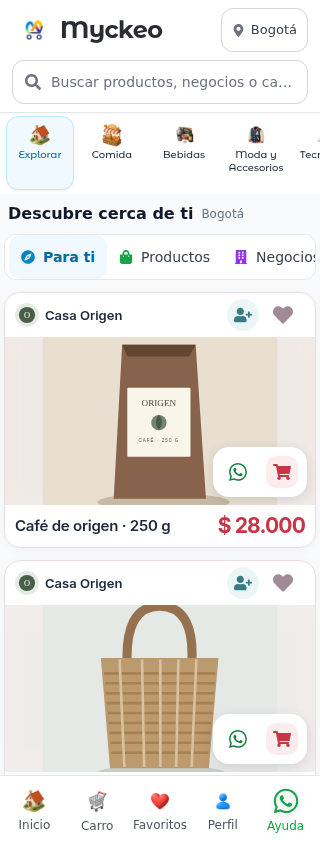 Myckeo
Bogotá
Buscar productos, negocios o ca...
Explorar
Comida
Bebidas
Moda y
Accesorios
Tecn
Descubre cerca de ti Bogotá
Para ti
Productos
Negocios
O
Casa Origen
ORIGEN
CAFÉ · 250 G
Café de origen · 250 g
$ 28.000
O
Casa Origen
Inicio
Carro
Favoritos
Perfil
Ayuda